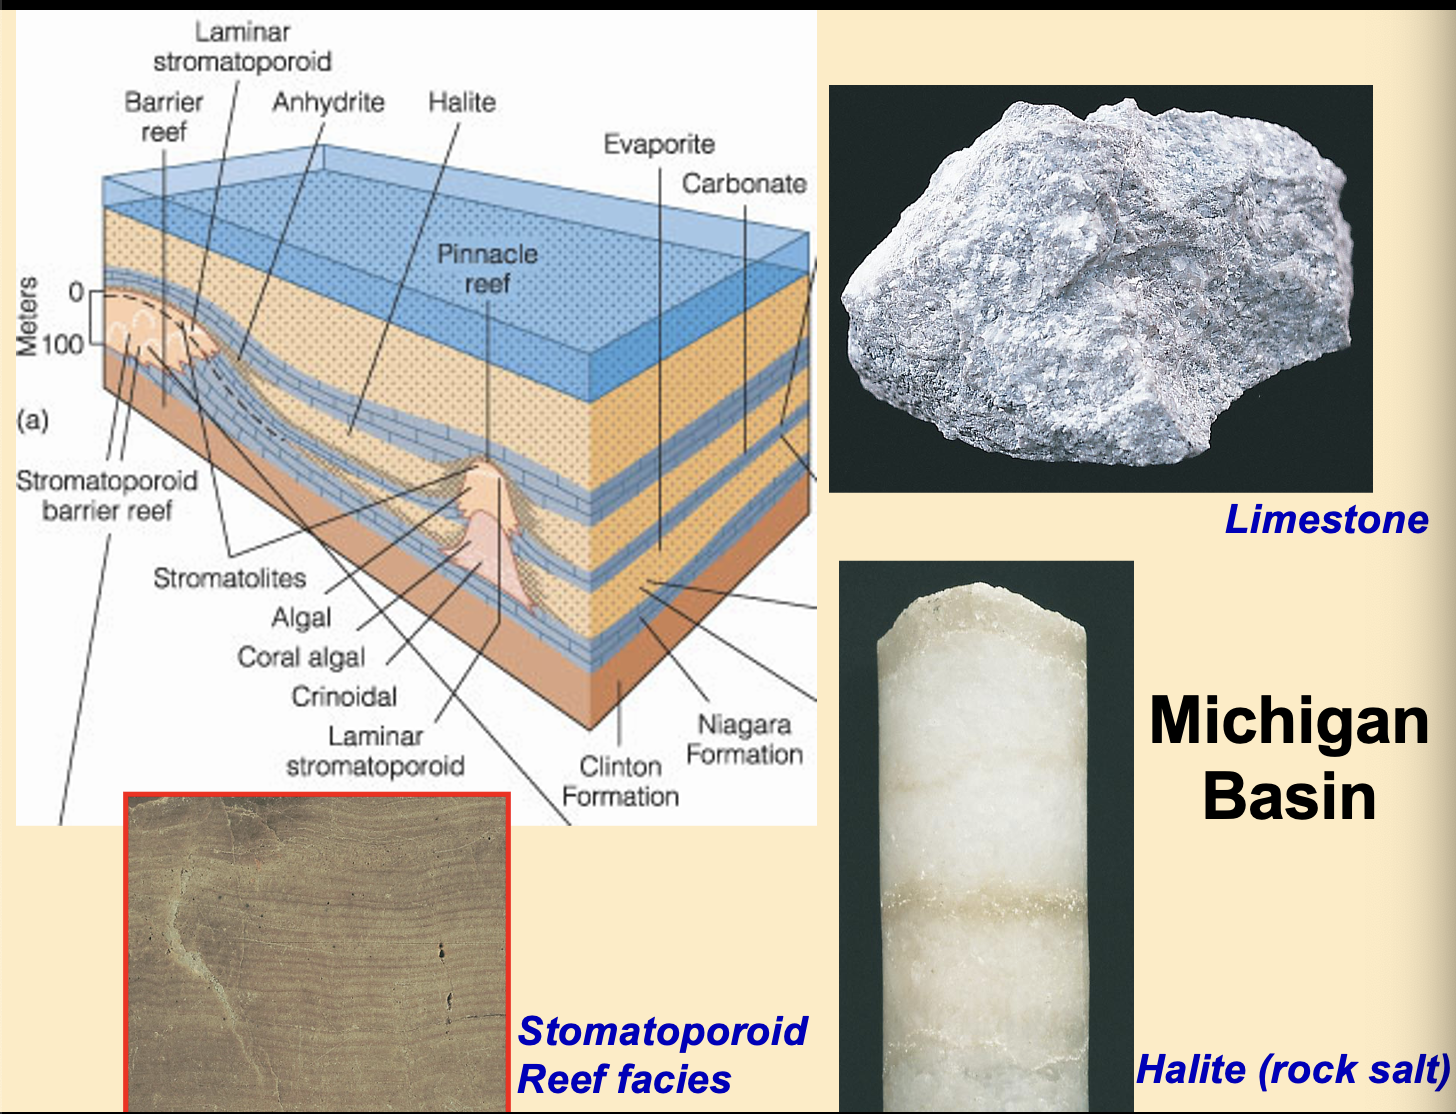 Laminar
stromatoporoid
Barrier
reef
Anhydrite
Halite
Evaporite
Carbonate
Pinnacle
reef
Meters
0
100
(a)
Stromatoporoid
barrier reef
Stromatolites
Algal
Coral algal
Crinoidal
Laminar
stromatoporoid
Niagara
Formation
Clinton
Formation
Limestone
Michigan
Basin
Stomatoporoid
Reef facies
Halite (rock salt)